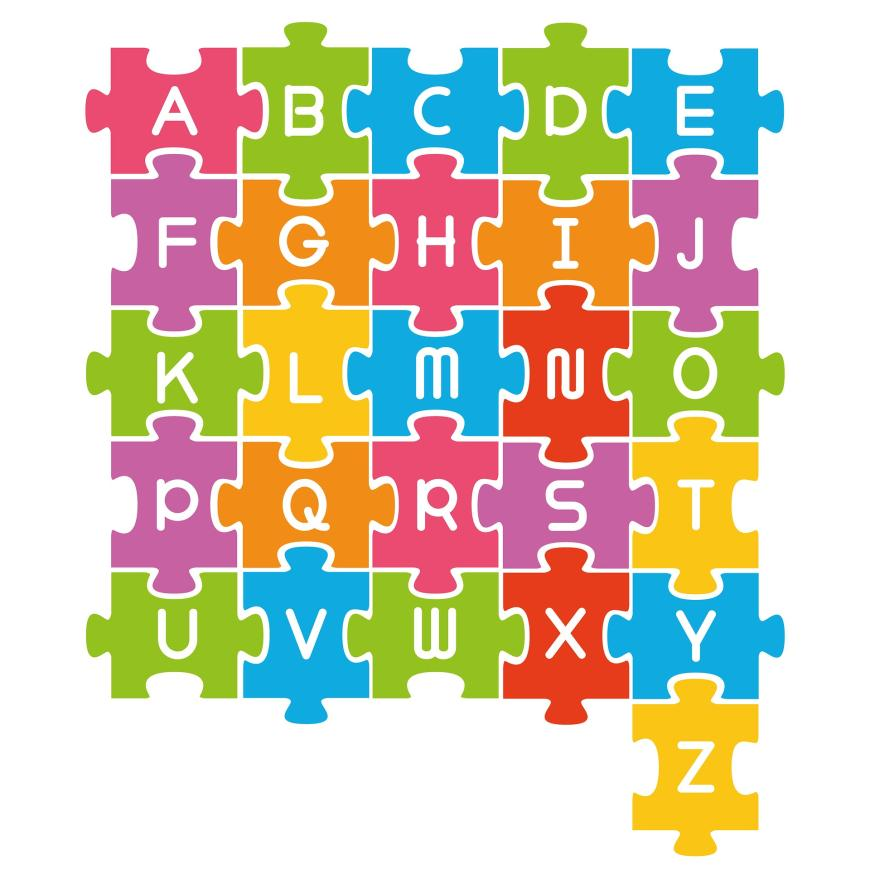 A B C D E
F G H I J
K L M N O
P Q R S T
U V W X Y
Z